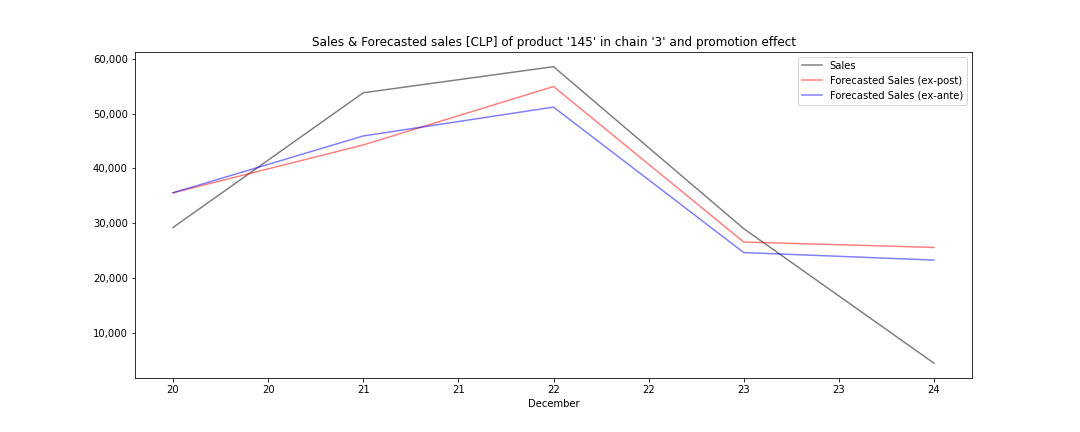 Sales & Forecasted sales [CLP] of product '145' in chain '3' and promotion effect
60,000
50,000
40,000
30,000
20,000
10,000
Sales
Forecasted Sales (ex-post)
Forecasted Sales (ex-ante)
20 20 21 21 22 22 23 23 24
December